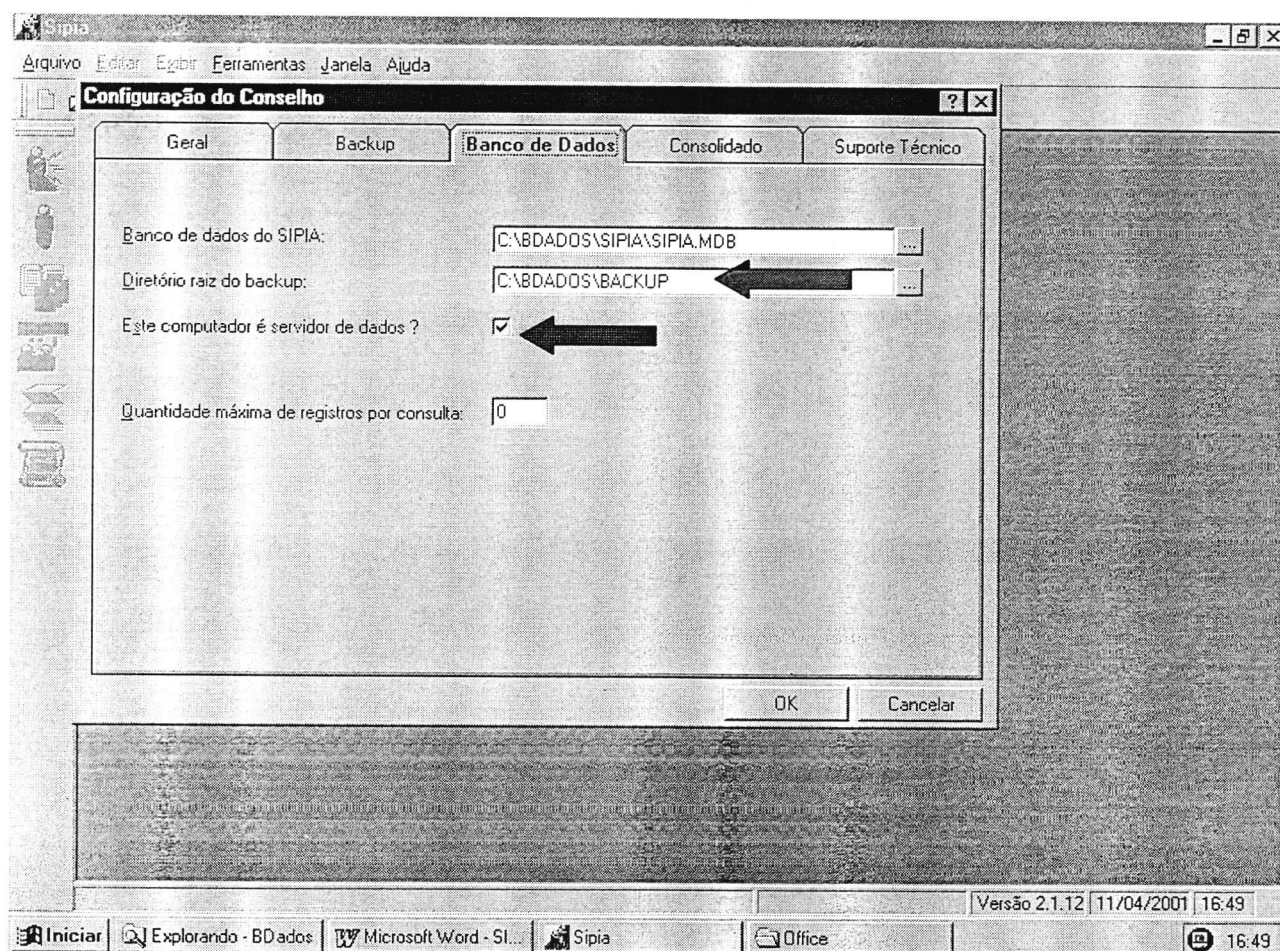 Sipia
Arquivo Editar Exibir Ferramentas Janela Ajuda
Configuração do Conselho
Geral Backup Banco de Dados Consolidado Suporte Técnico
Banco de dados do SIPIA: C:\BDADOS\SIPIA\SIPIA.MDB ...
Diretório raiz do backup: C:\BDADOS\BACKUP ...
Este computador é servidor de dados ?
Quantidade máxima de registros por consulta: 0
OK Cancelar
Versão 2.1.12 11/04/2001 16:49
Iniciar Explorando - BDados Microsoft Word - SI... Sipia Office 16:49